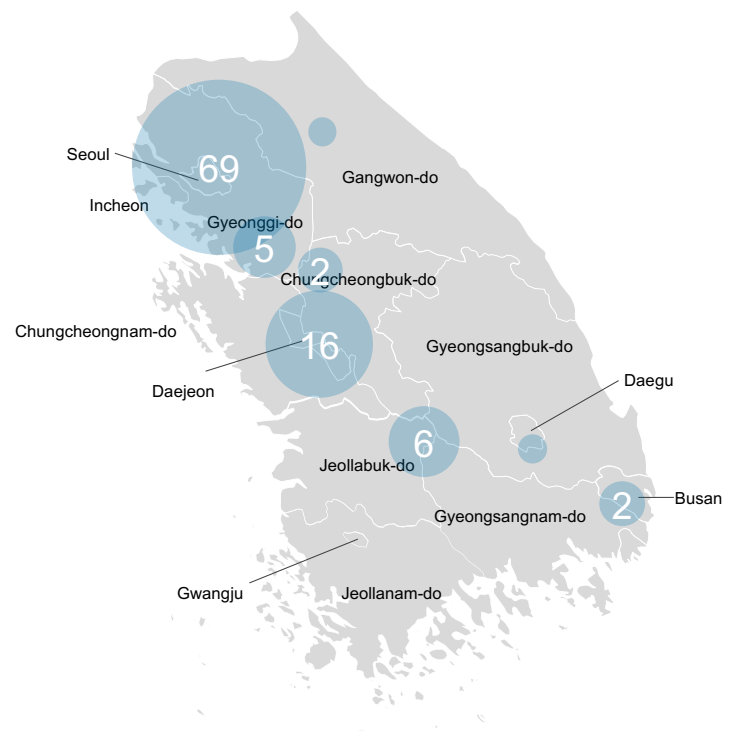 Seoul
69
Gangwon-do
Incheon
Gyeonggi-do
5
2
Chungcheongbuk-do
Chungcheongnam-do
16
Gyeongsangbuk-do
Daejeon
Daegu
6
Jeollabuk-do
2
Busan
Gyeongsangnam-do
Gwangju
Jeollanam-do